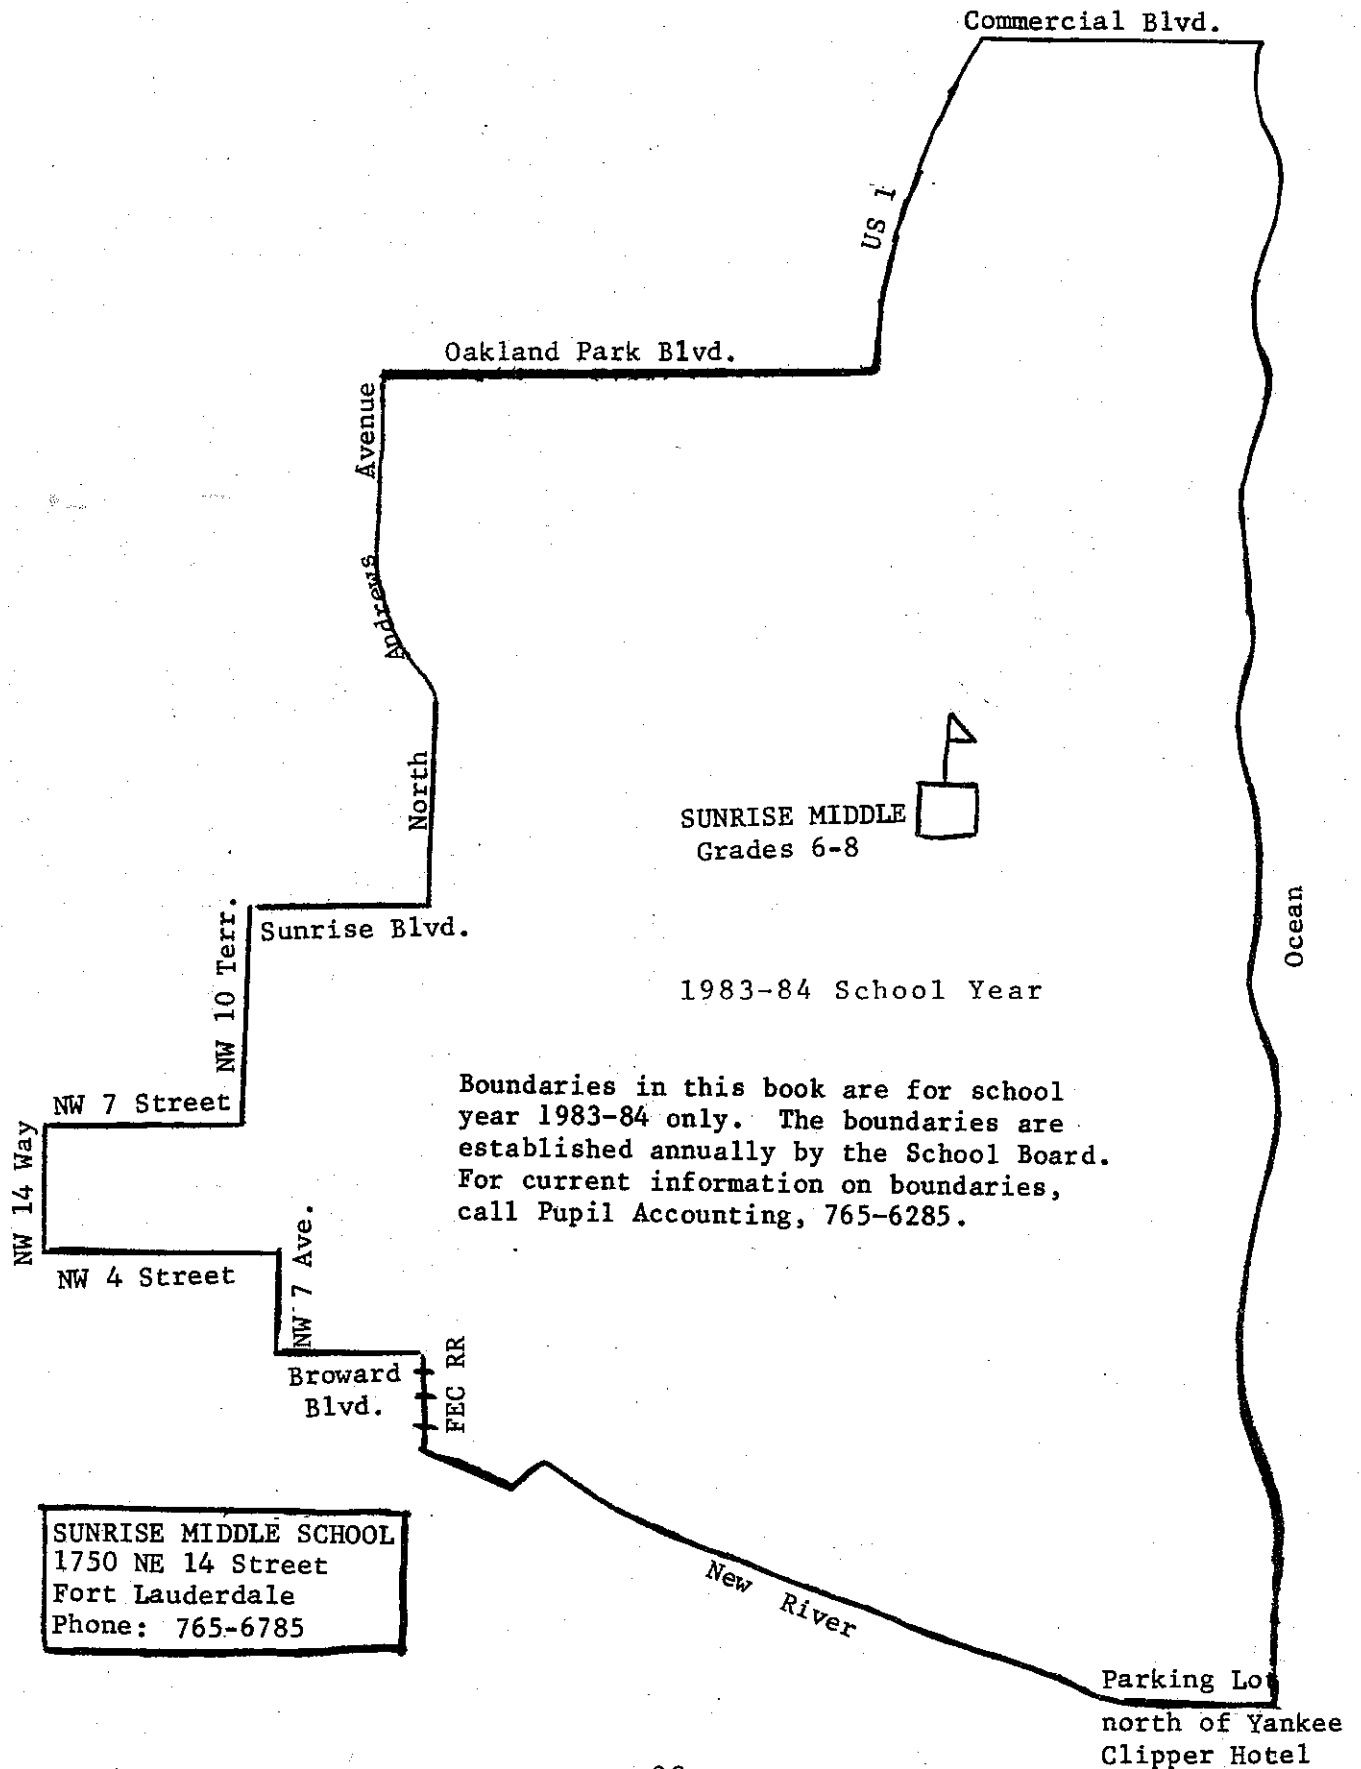 Commercial Blvd.
US 1
Oakland Park Blvd.
North Andrews Avenue
SUNRISE MIDDLE
Grades 6-8
Sunrise Blvd.
NW 10 Terr.
Ocean
1983-84 School Year
NW 7 Street
NW 14 Way
Boundaries in this book are for school
year 1983-84 only. The boundaries are
established annually by the School Board.
For current information on boundaries,
call Pupil Accounting, 765-6285.
NW 4 Street
NW 7 Ave.
Broward
Blvd.
FEC RR
SUNRISE MIDDLE SCHOOL
1750 NE 14 Street
Fort Lauderdale
Phone: 765-6785
New River
Parking Lot
north of Yankee
Clipper Hotel